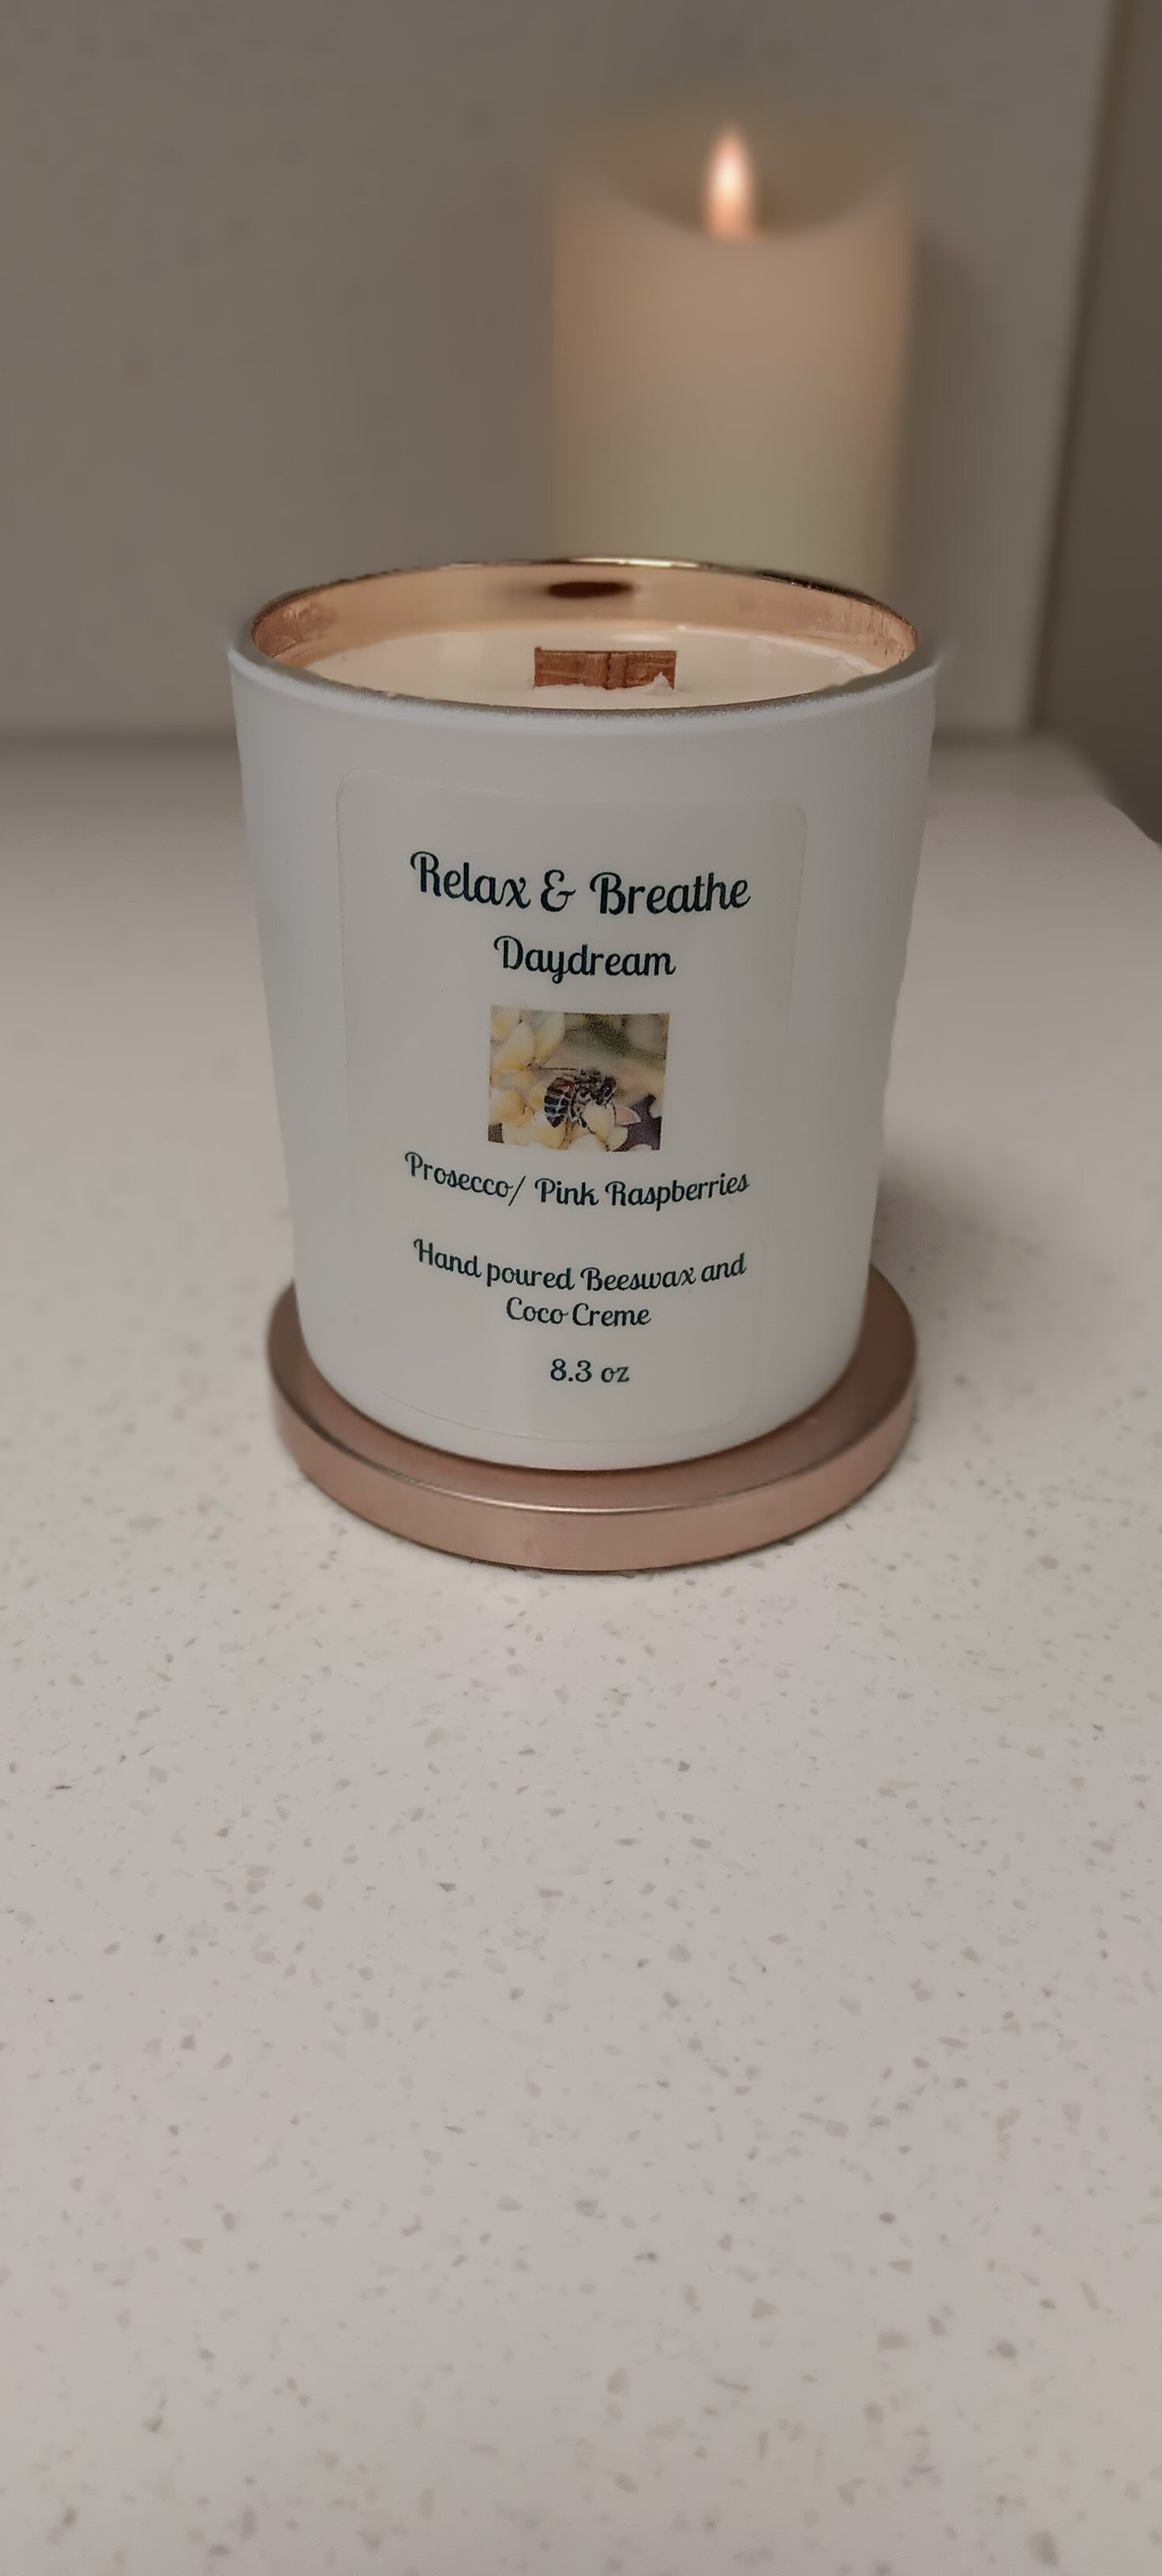 Relax & Breathe
Daydream
Prosecco/ Pink Raspberries
Hand poured Beeswax and
Coco Creme
8.3 oz